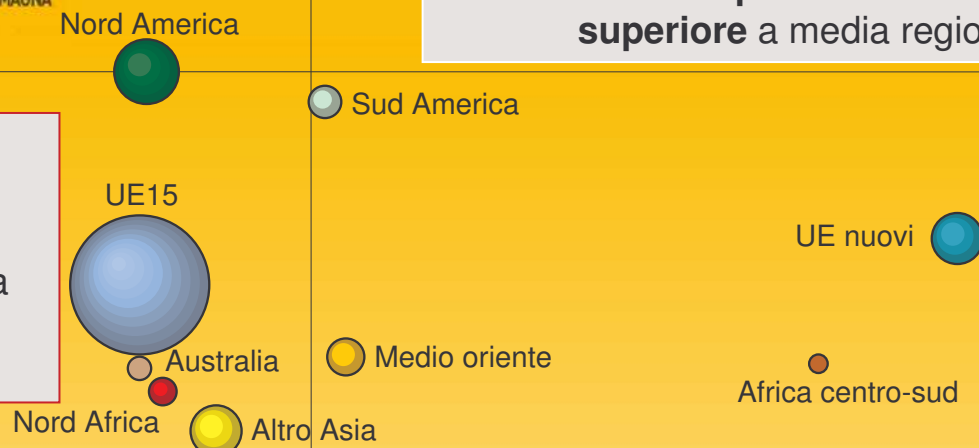 Nord America
superiore a media regio
Sud America
UE15
UE nuovi
a
Australia
Medio oriente
Africa centro-sud
Nord Africa
Altro Asia